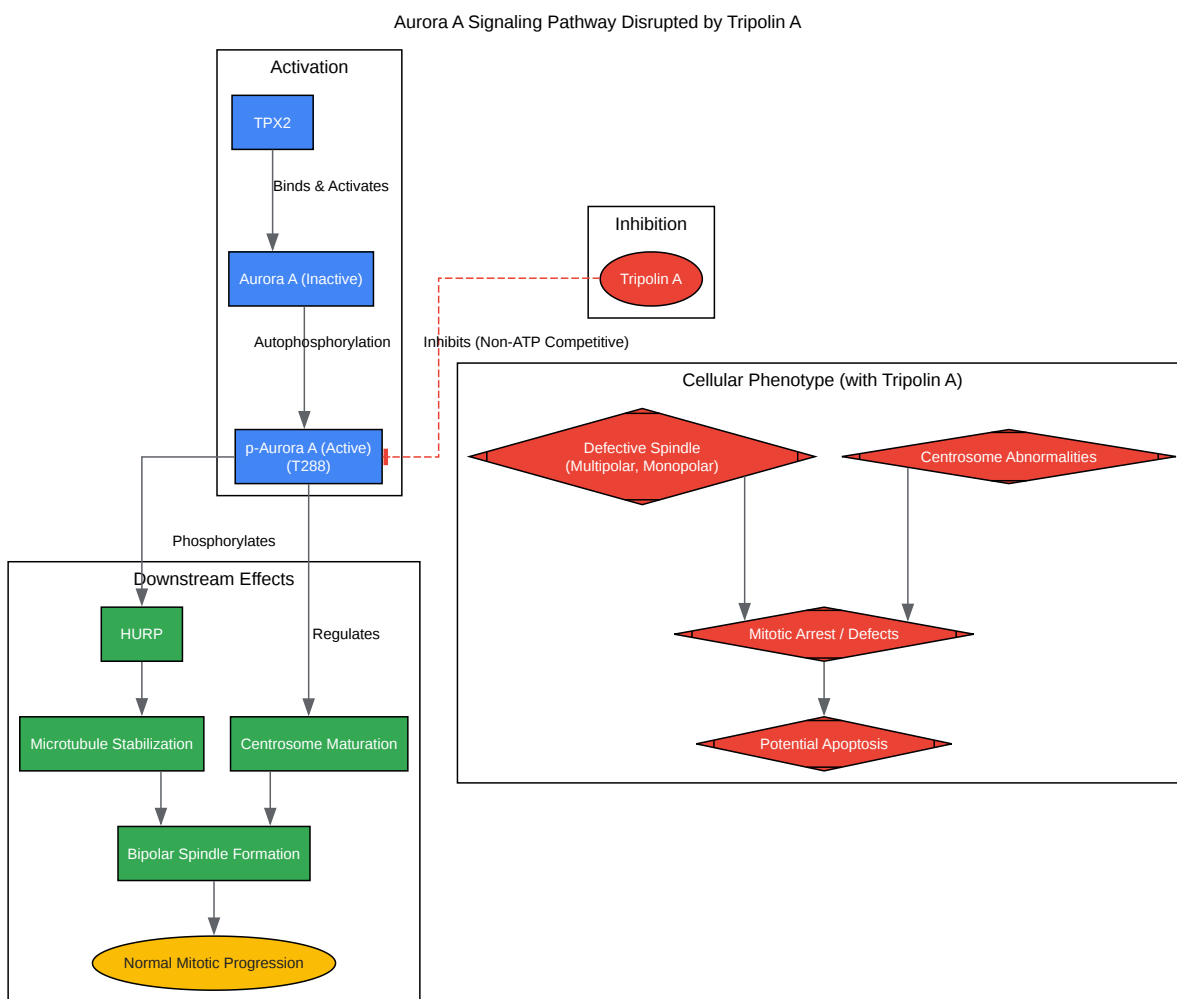 Aurora A Signaling Pathway Disrupted by Tripolin A
Activation
TPX2
Binds & Activates
Aurora A (Inactive)
Autophosphorylation
p-Aurora A (Active)
(T288)
Inhibition
Tripolin A
Inhibits (Non-ATP Competitive)
Phosphorylates
Regulates
Downstream Effects
HURP
Microtubule Stabilization
Centrosome Maturation
Bipolar Spindle Formation
Normal Mitotic Progression
Cellular Phenotype (with Tripolin A)
Defective Spindle
(Multipolar, Monopolar)
Centrosome Abnormalities
Mitotic Arrest / Defects
Potential Apoptosis